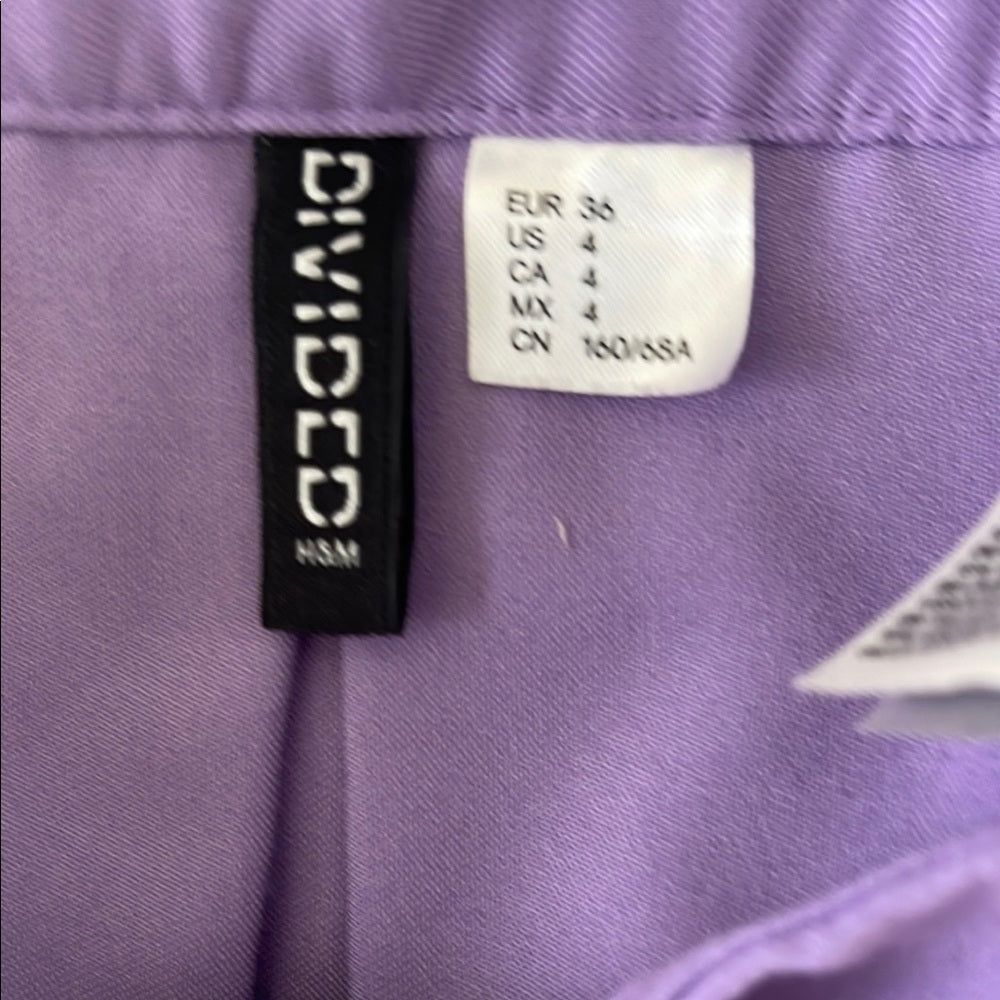 DIVIDED
H&M
EUR 36
US 4
CA 4
MX 4
CN 160/68A